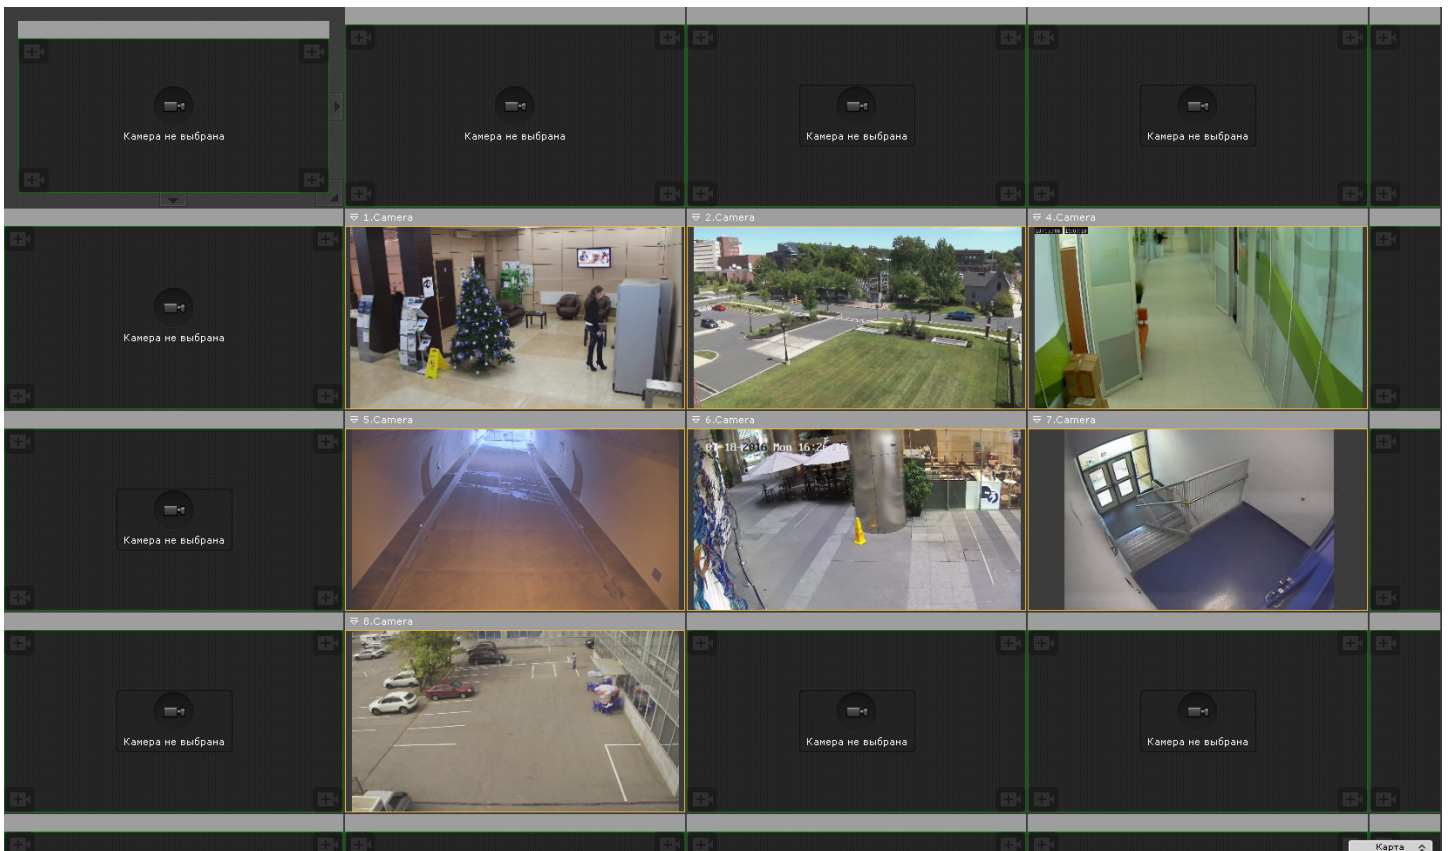 Камера не выбрана
Камера не выбрана
Камера не выбрана
Камера не выбрана
1.Camera
2.Camera
4.Camera
Камера не выбрана
5.Camera
6.Camera
7.Camera
Камера не выбрана
8.Camera
Камера не выбрана
Камера не выбрана
Камера не выбрана
Карта